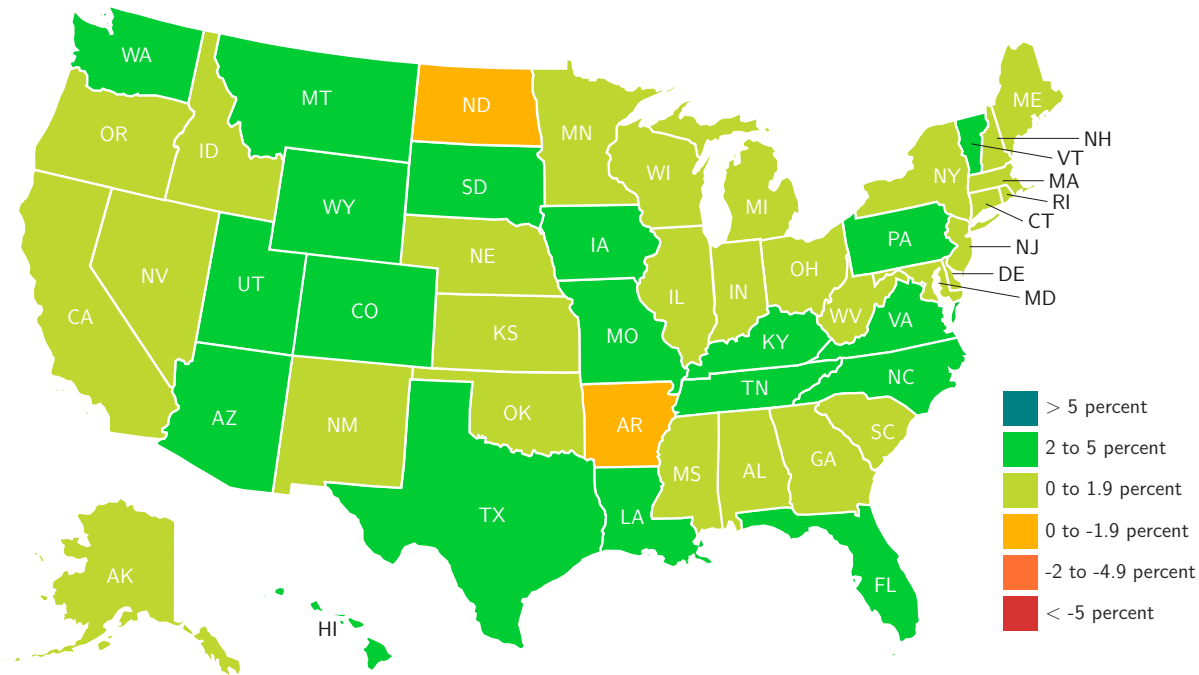 WA
MT
ND
ME
OR
ID
MN
NH
VT
WI
NY
MA
SD
RI
WY
MI
CT
PA
IA
NJ
NE
OH
DE
NV
UT
IN
MD
IL
CO
WV
CA
VA
KS
MO
KY
NC
TN
> 5 percent
OK
AZ
NM
AR
SC
2 to 5 percent
GA
MS
AL
0 to 1.9 percent
TX
LA
0 to -1.9 percent
AK
-2 to -4.9 percent
FL
< -5 percent
HI